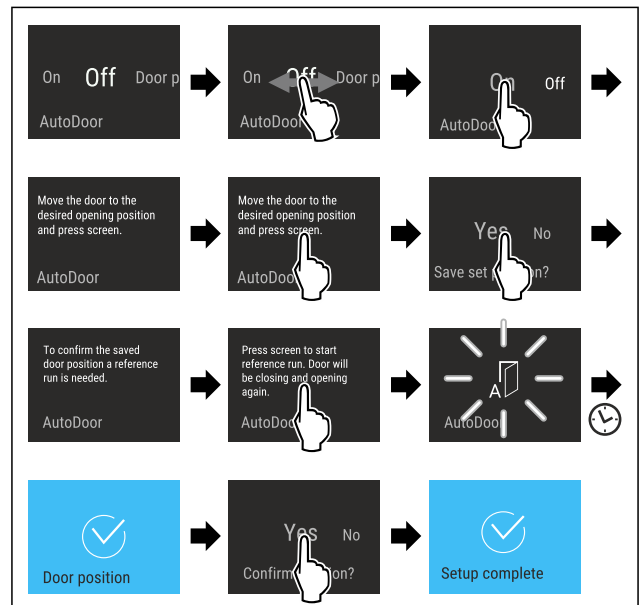 On Off Door p
AutoDoor
On Off Door p
AutoDoor
On Off
AutoDoo
Move the door to the
desired opening position
and press screen.
AutoDoor
Move the door to the
desired opening position
and press screen.
AutoDoor
Yes No
Save set p on?
To confirm the saved
door position a reference
run is needed.
AutoDoor
Press screen to start
reference run. Door will
be closing and opening
again.
AutoDoo
A
AutoDoor
Door position
Yes No
Confirm on?
Setup complete